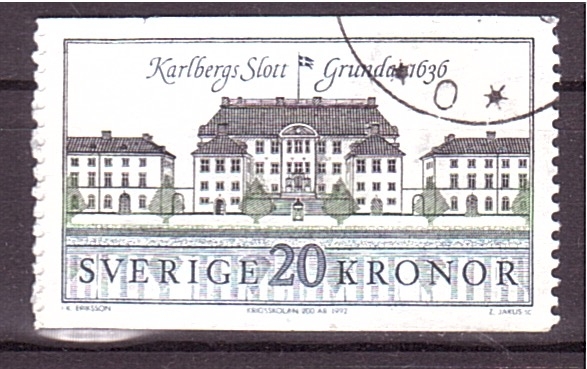 Karlbergs Slott Grundat 1636
SVERIGE 20 KRONOR
K. ERIKSSON KRIGSSKOLAN 200 ÅR 1992 Z. JAKUS SC